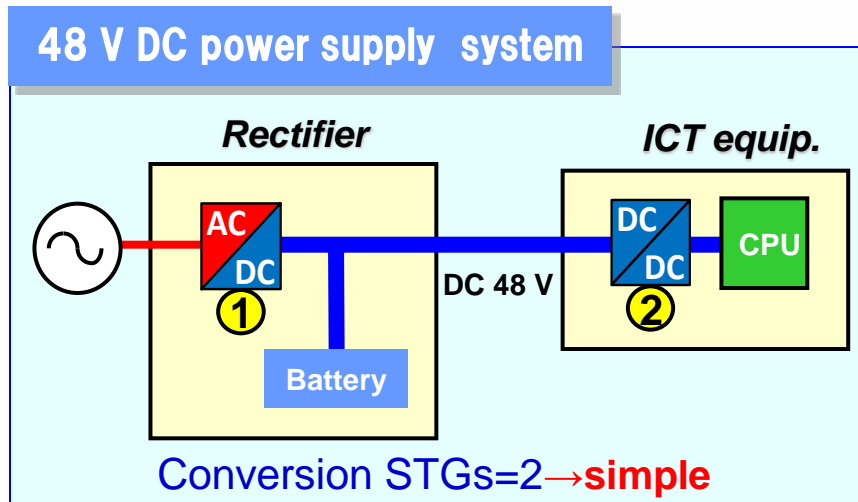 48 V DC power supply system
Rectifier
ICT equip.
AC
DC
1
Battery
DC 48 V
DC
DC
2
CPU
Conversion STGs=2→simple